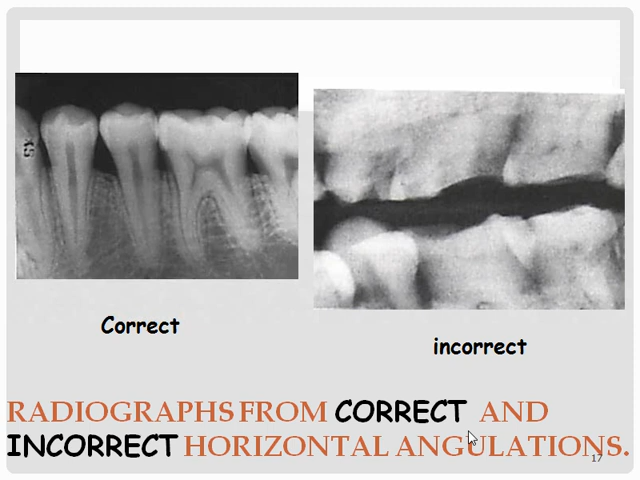 Correct
incorrect
RADIOGRAPHS FROM CORRECT AND
INCORRECT HORIZONTAL ANGULATIONS.
17